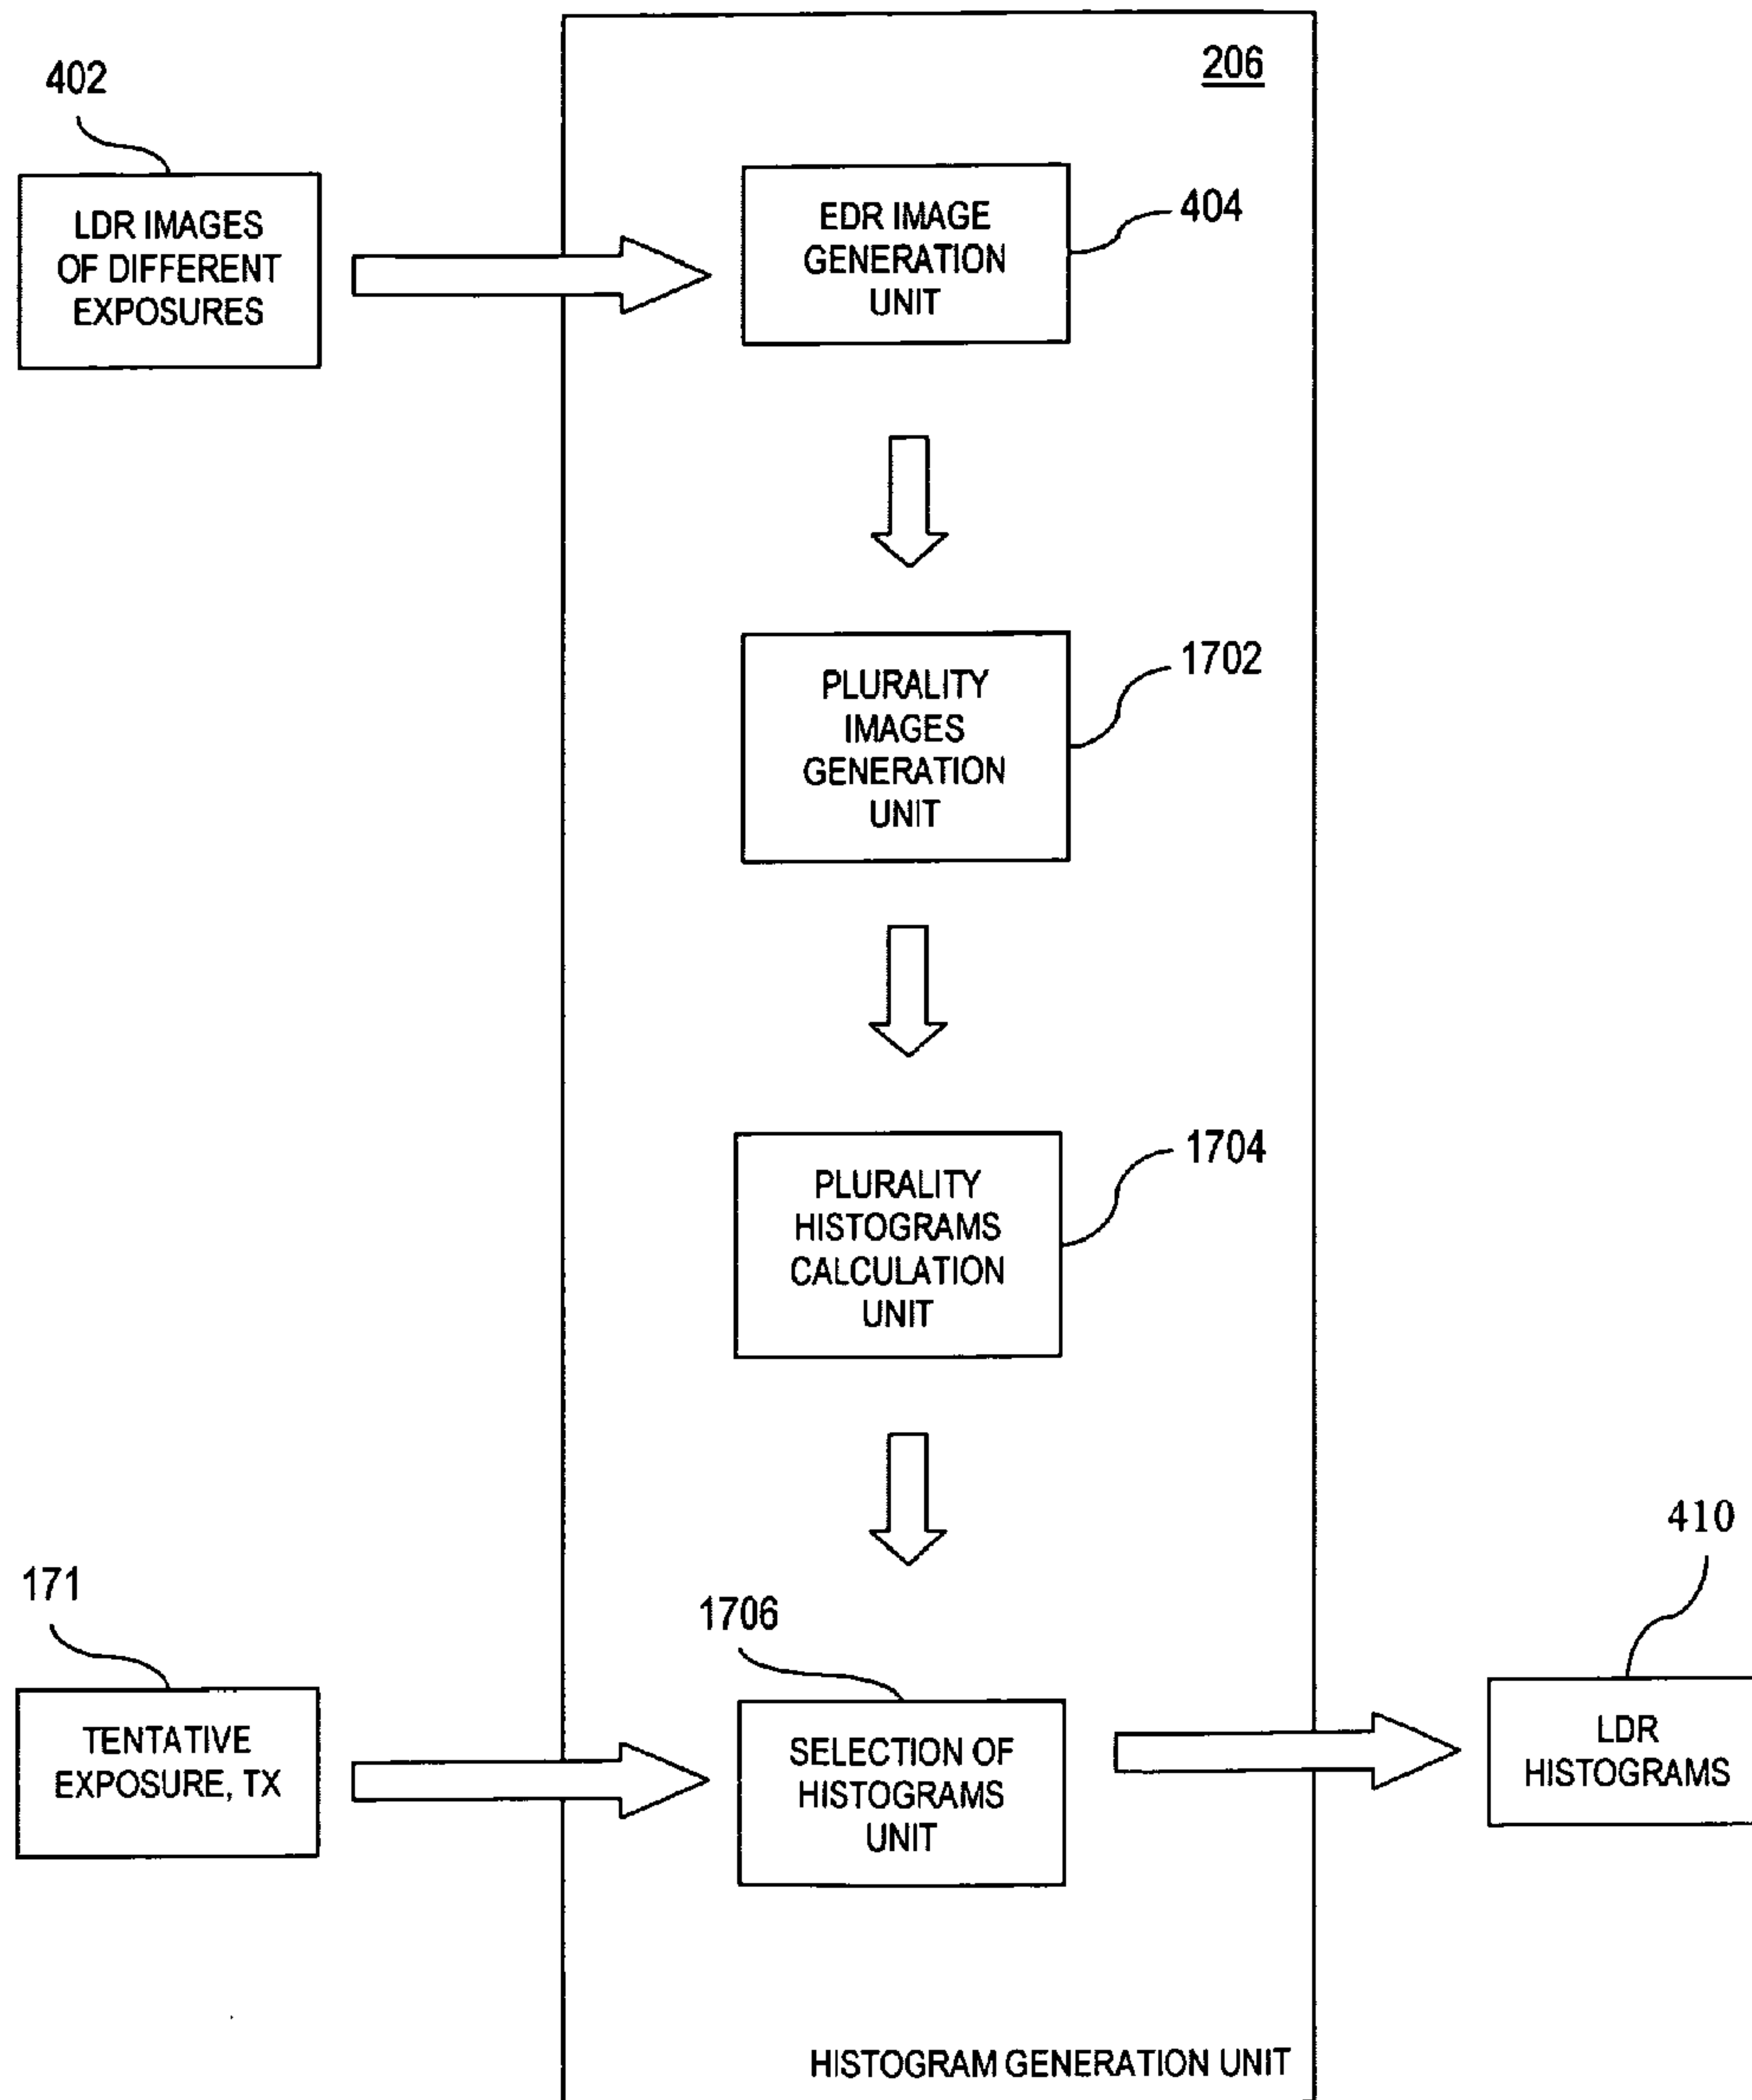 206
402
LDR IMAGES
OF DIFFERENT
EXPOSURES
EDR IMAGE
GENERATION
UNIT
404
PLURALITY
IMAGES
GENERATION
UNIT
1702
PLURALITY
HISTOGRAMS
CALCULATION
UNIT
1704
171
TENTATIVE
EXPOSURE, TX
1706
SELECTION OF
HISTOGRAMS
UNIT
410
LDR
HISTOGRAMS
HISTOGRAM GENERATION UNIT